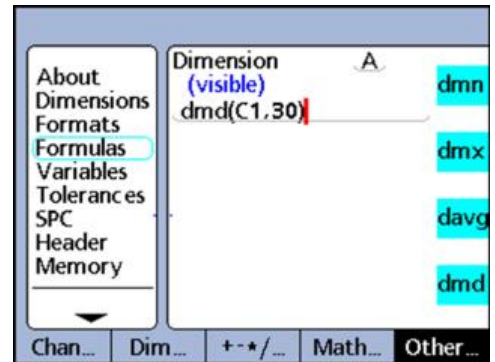 About
Dimensions
Formats
Formulas
Variables
Tolerances
SPC
Header
Memory
Dimension A
(visible)
dmd(C1,30)
dmn
dmx
davg
dmd
Chan... Dim... +-*/... Math... Other...